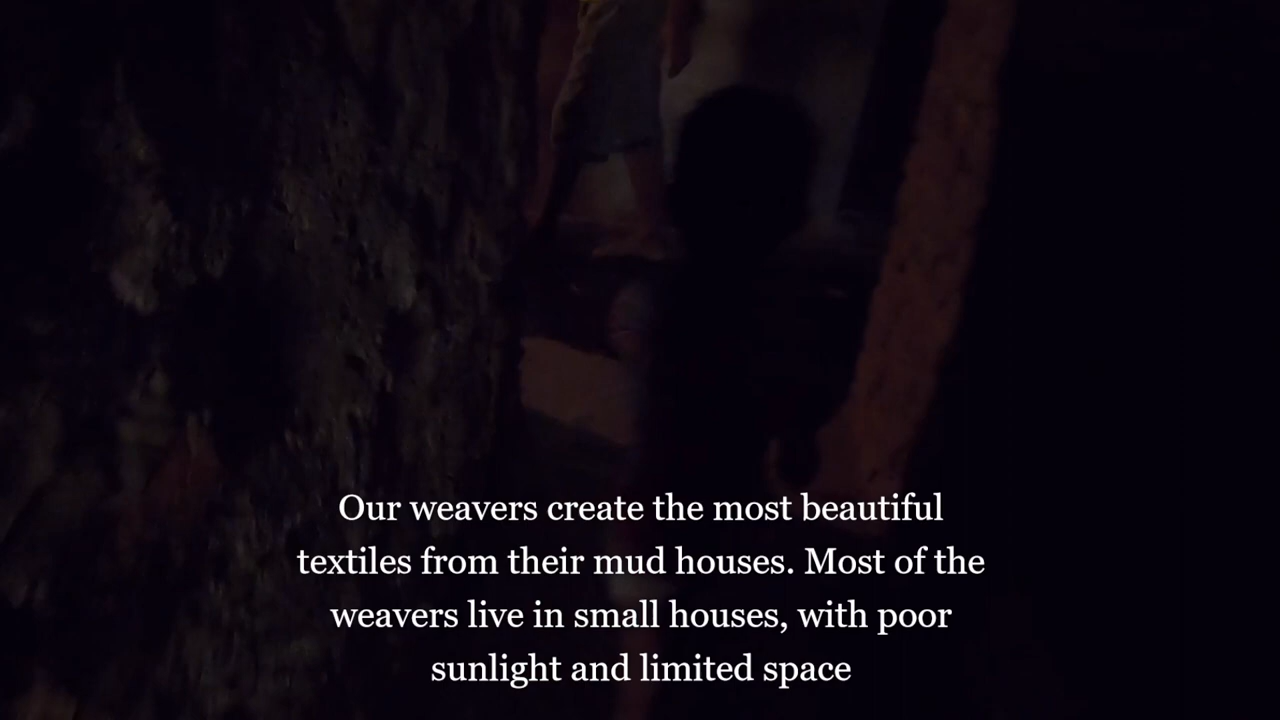 Our weavers create the most beautiful
textiles from their mud houses. Most of the
weavers live in small houses, with poor
sunlight and limited space